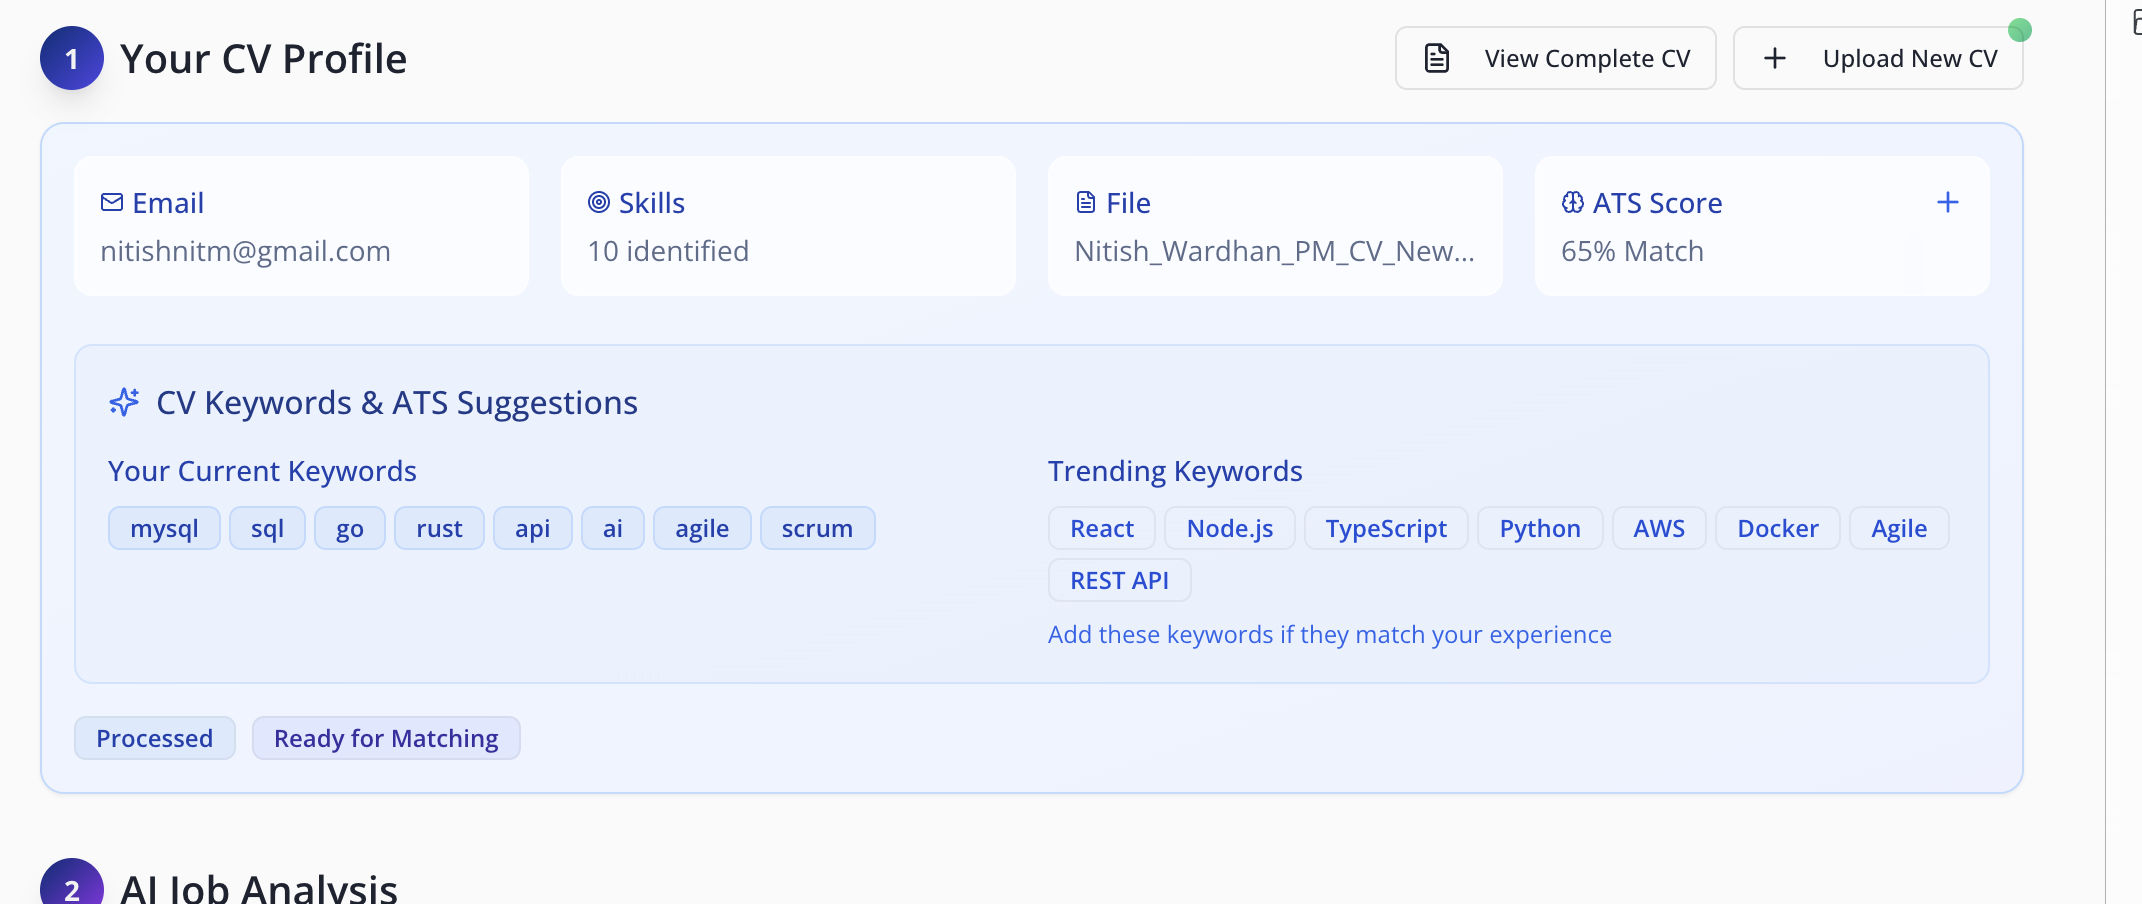 1 Your CV Profile View Complete CV Upload New CV
Email Skills File ATS Score
nitishnitm@gmail.com 10 identified Nitish_Wardhan_PM_CV_New... 65% Match
CV Keywords & ATS Suggestions
Your Current Keywords Trending Keywords
mysql sql go rust api ai agile scrum React Node.js TypeScript Python AWS Docker Agile
REST API
Add these keywords if they match your experience
Processed Ready for Matching
2 AI Job Analysis